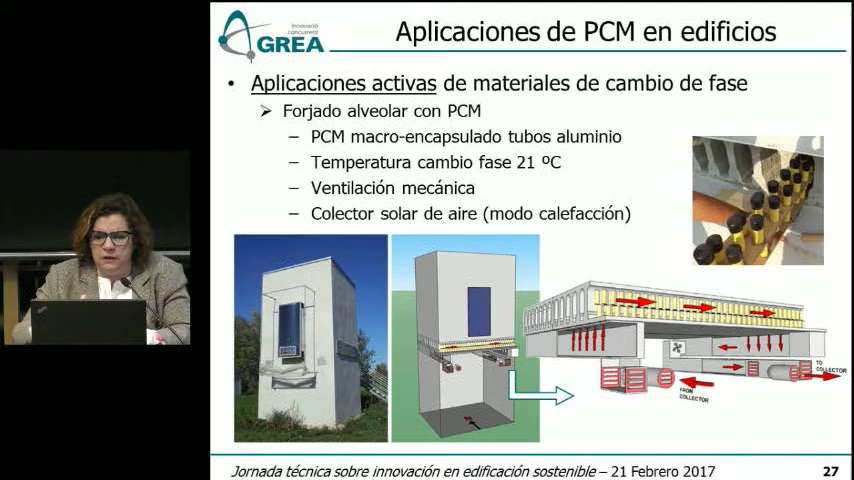 innovació
concurrent
GREA
Aplicaciones de PCM en edificios
• Aplicaciones activas de materiales de cambio de fase
➢ Forjado alveolar con PCM
– PCM macro-encapsulado tubos aluminio
– Temperatura cambio fase 21 ºC
– Ventilación mecánica
– Colector solar de aire (modo calefacción)
TO
COLLECTOR
FROM
COLLECTOR
Jornada técnica sobre innovación en edificación sostenible – 21 Febrero 2017
27